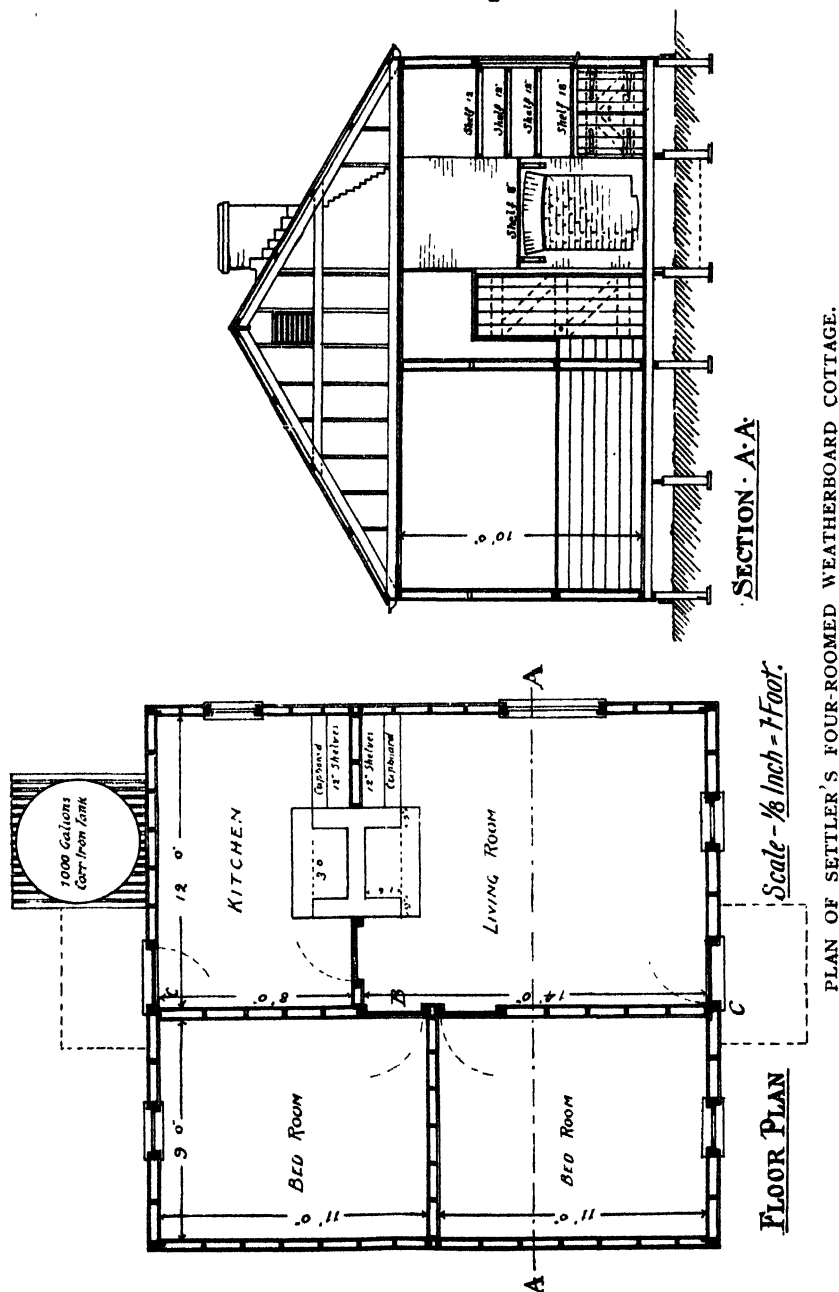 1000 Gallons
Corr Iron Tank
KITCHEN
12' 0"
8' 0"
3 0
Cupboard
12" Shelves
12" Shelves
Cupboard
LIVING ROOM
14' 0"
B
C
C
BED ROOM
9' 0"
11' 0"
BED ROOM
11' 0"
A
A
FLOOR PLAN
Scale - 1/8 Inch = 1 Foot.
10' 0"
Shelf 12"
Shelf 12"
Shelf 12"
Shelf 18"
Shelf 8"
SECTION · A·A·
PLAN OF SETTLER'S FOUR-ROOMED WEATHERBOARD COTTAGE.